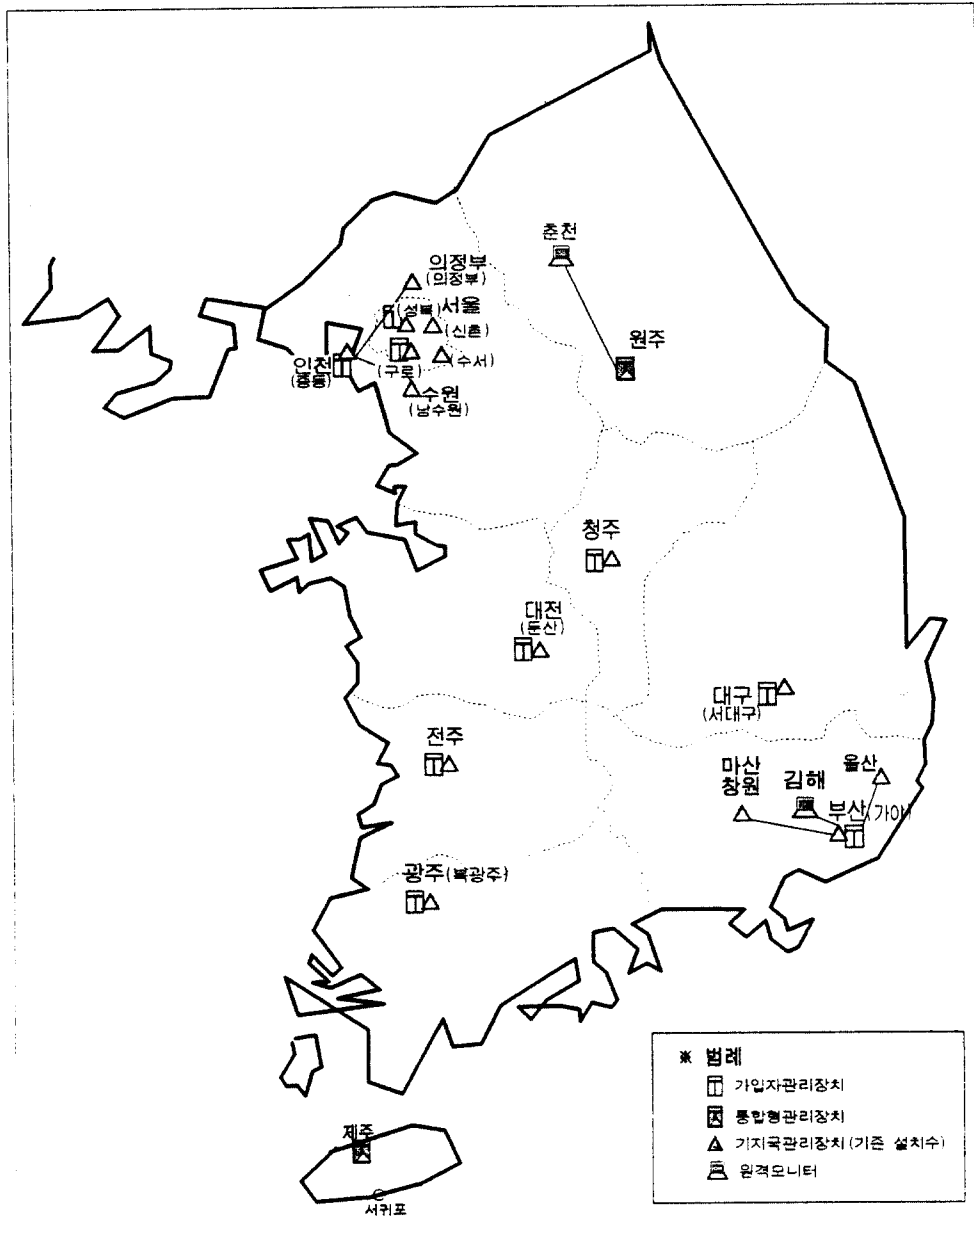 춘천
의정부
(의정부)
(성북) 서울
(신촌)
원주
인천
(중동)
(구로)
(수서)
수원
(남수원)
청주
대전
(둔산)
대구
(서대구)
전주
마산
창원
김해
울산
부산(가야)
광주(북광주)
※ 범례
가입자관리장치
통합형관리장치
기지국관리장치(기존 설치수)
원격모니터
제주
서귀포